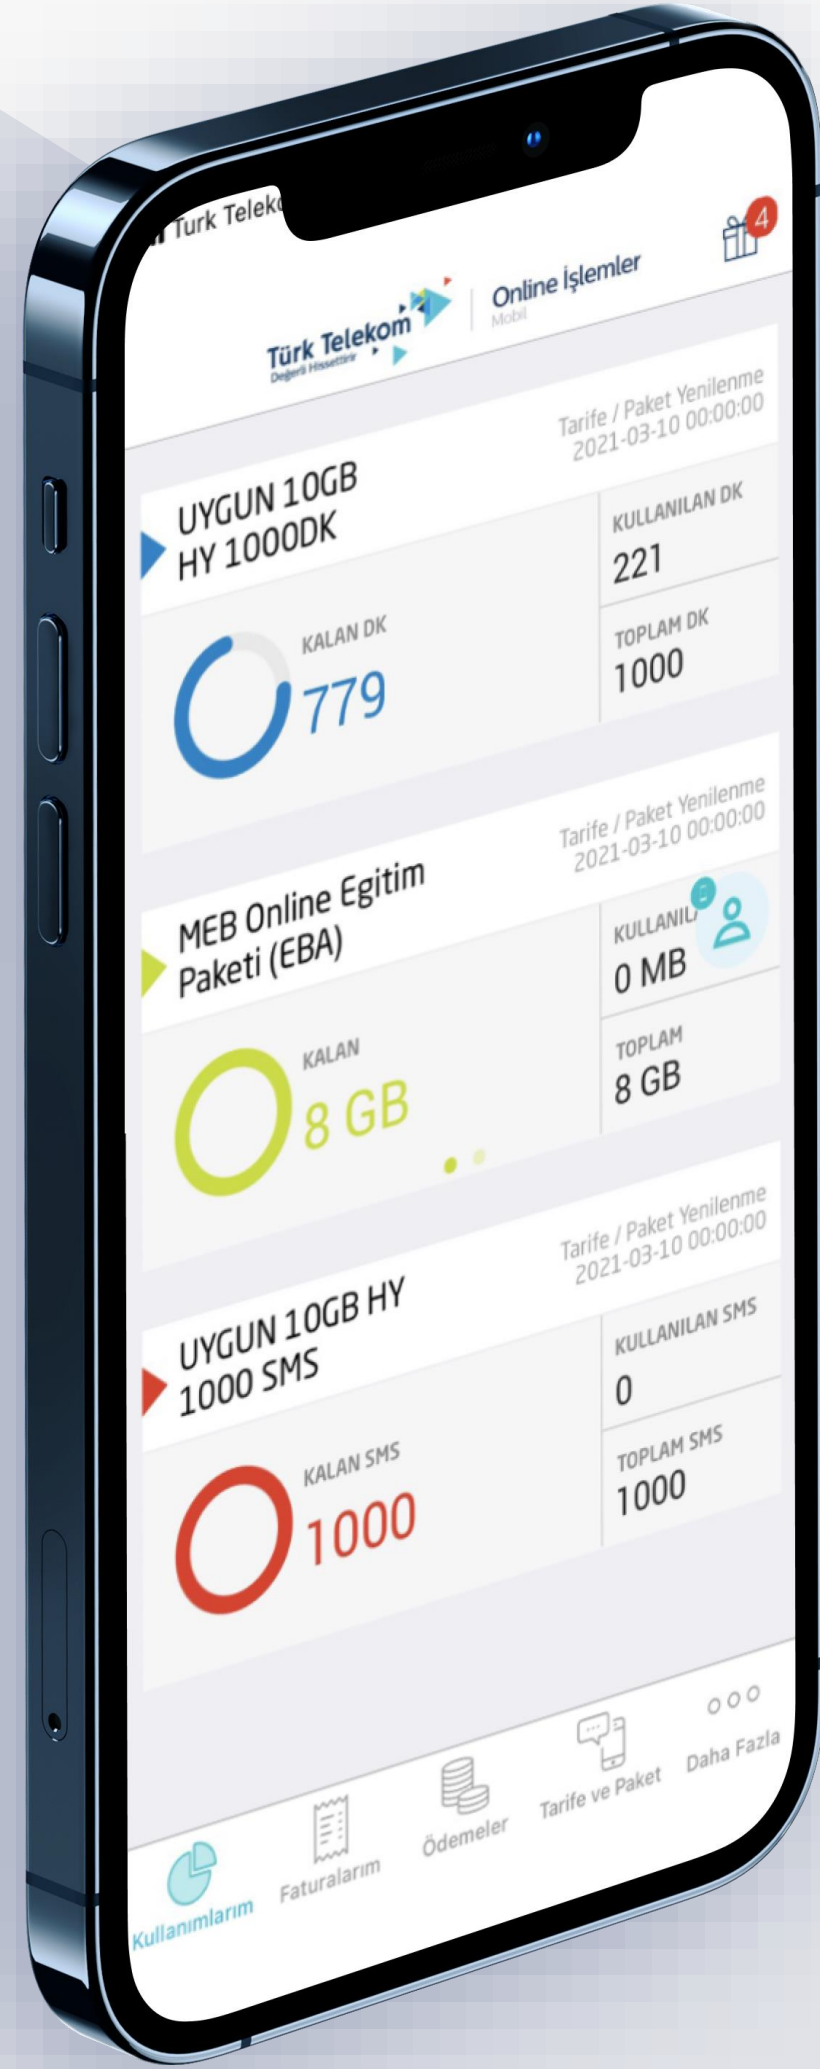 Turk Teleko
Türk Telekom
Değerli Hissettirir
Online İşlemler
Mobil
4
UYGUN 10GB
HY 1000DK
Tarife / Paket Yenilenme
2021-03-10 00:00:00
KALAN DK
779
KULLANILAN DK
221
TOPLAM DK
1000
MEB Online Egitim
Paketi (EBA)
Tarife / Paket Yenilenme
2021-03-10 00:00:00
KALAN
8 GB
KULLANIL
0 MB
TOPLAM
8 GB
UYGUN 10GB HY
1000 SMS
Tarife / Paket Yenilenme
2021-03-10 00:00:00
KALAN SMS
1000
KULLANILAN SMS
0
TOPLAM SMS
1000
Kullanımlarım
Faturalarım
Ödemeler
Tarife ve Paket
Daha Fazla